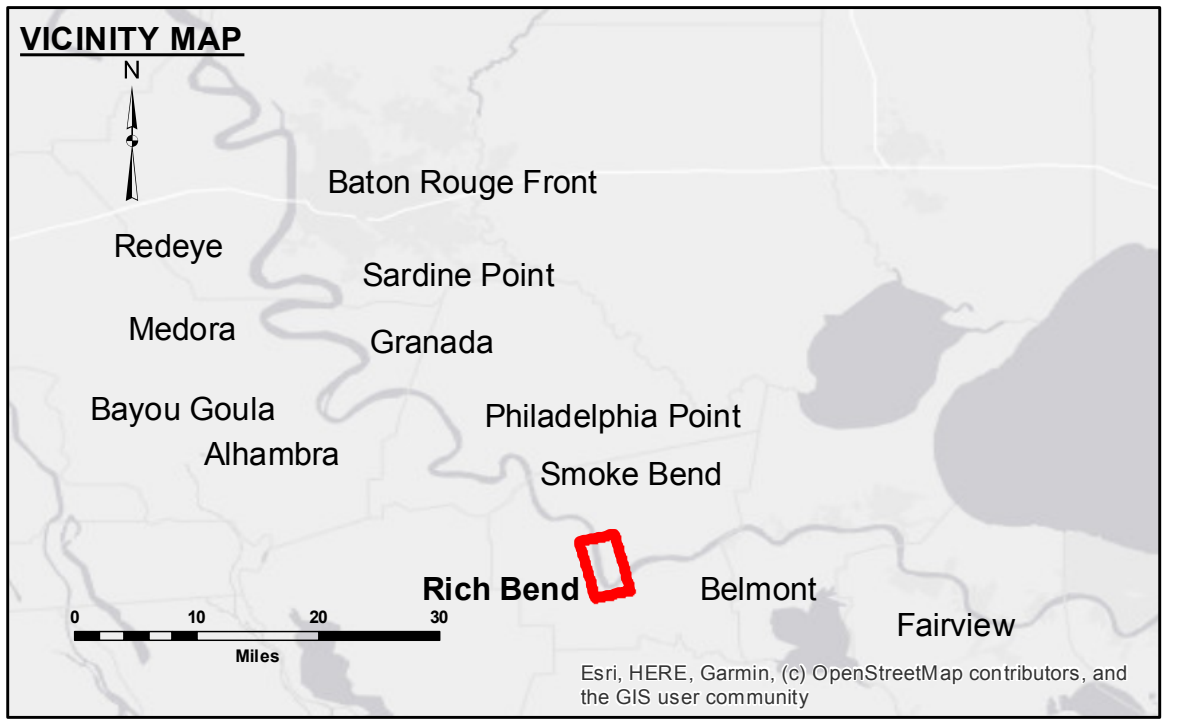 VICINITY MAP
N
Baton Rouge Front
Redeye
Sardine Point
Medora
Granada
Bayou Goula
Philadelphia Point
Alhambra
Smoke Bend
Rich Bend
Belmont
Fairview
0 10 20 30
Miles
Esri, HERE, Garmin, (c) OpenStreetMap contributors, and
the GIS user community